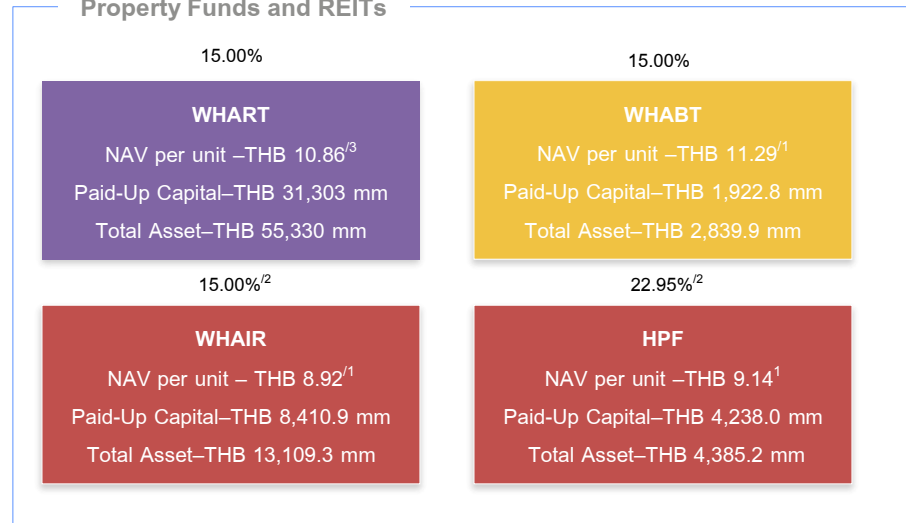 Property Funds and REITs
15.00%
WHART
NAV per unit –THB 10.86/3
Paid-Up Capital–THB 31,303 mm
Total Asset–THB 55,330 mm
15.00%
WHABT
NAV per unit –THB 11.29/1
Paid-Up Capital–THB 1,922.8 mm
Total Asset–THB 2,839.9 mm
15.00%/2
WHAIR
NAV per unit – THB 8.92/1
Paid-Up Capital–THB 8,410.9 mm
Total Asset–THB 13,109.3 mm
22.95%/2
HPF
NAV per unit –THB 9.141
Paid-Up Capital–THB 4,238.0 mm
Total Asset–THB 4,385.2 mm